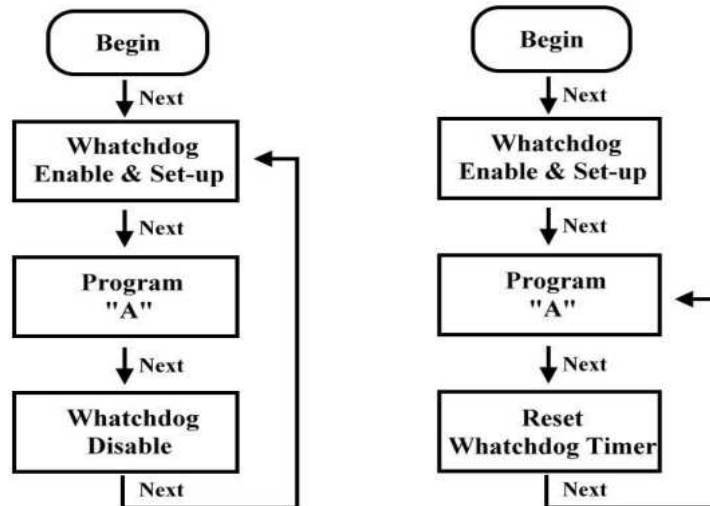 Begin
Next
Whatchdog
Enable & Set-up
Next
Program
"A"
Next
Whatchdog
Disable
Next
Begin
Next
Whatchdog
Enable & Set-up
Next
Program
"A"
Next
Reset
Whatchdog Timer
Next